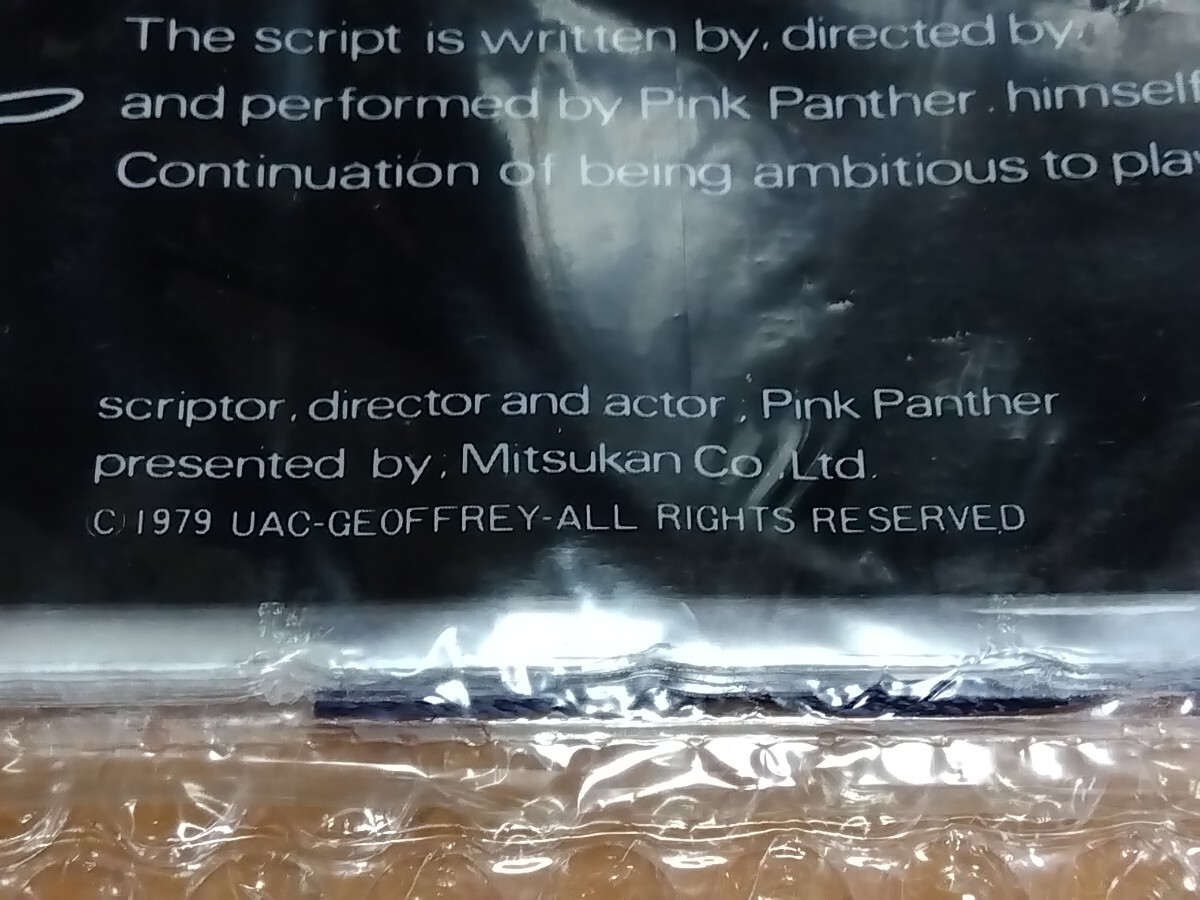 The script is written by, directed by,
and performed by Pink Panther, himself
Continuation of being ambitious to play
scriptor, director and actor ; Pink Panther
presented by ; Mitsukan Co., Ltd.
(C) 1979 UAC-GEOFFREY-ALL RIGHTS RESERVED